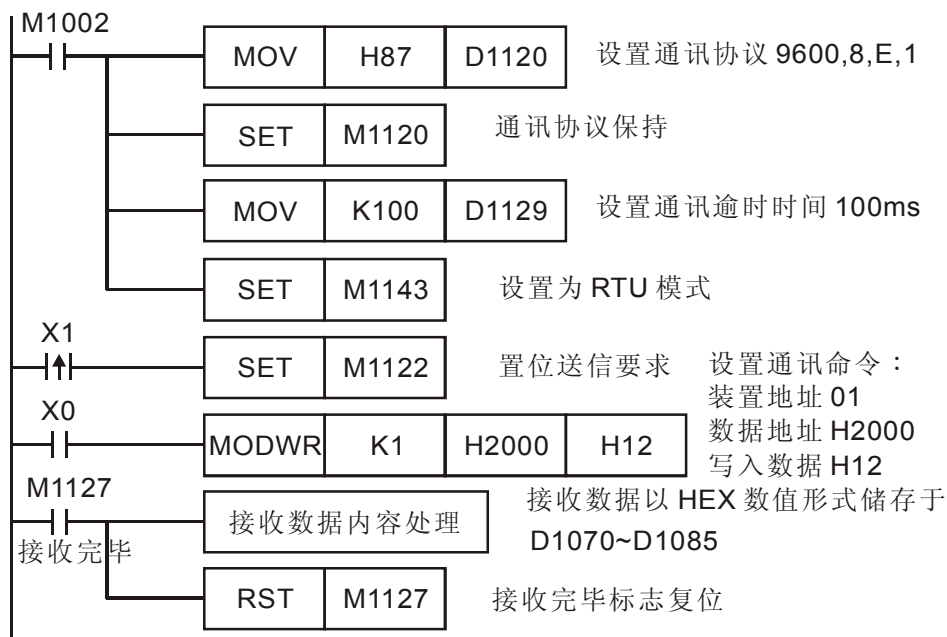 M1002
MOV H87 D1120 设置通讯协议 9600,8,E,1
SET M1120 通讯协议保持
MOV K100 D1129 设置通讯逾时时间 100ms
SET M1143 设置为 RTU 模式
X1
SET M1122 置位送信要求
设置通讯命令：
装置地址 01
数据地址 H2000
写入数据 H12
X0
MODWR K1 H2000 H12
M1127
接收完毕
接收数据内容处理
接收数据以 HEX 数值形式储存于
D1070~D1085
RST M1127 接收完毕标志复位